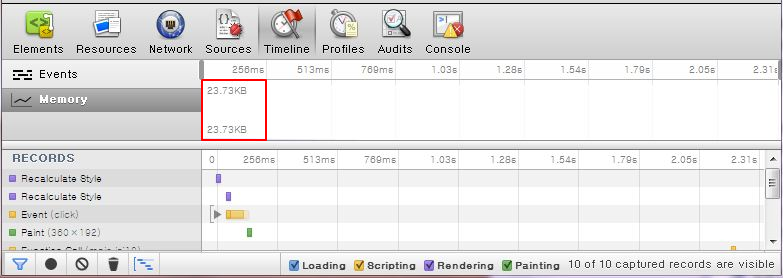 Elements Resources Network Sources Timeline Profiles Audits Console
Events
256ms 513ms 769ms 1.03s 1.28s 1.54s 1.79s 2.05s 2.31s
Memory
23.73KB
23.73KB
RECORDS
0 256ms 513ms 769ms 1.03s 1.28s 1.54s 1.79s 2.05s 2.31s
Recalculate Style
Recalculate Style
Event (click)
Paint (360×192)
Loading Scripting Rendering Painting 10 of 10 captured records are visible